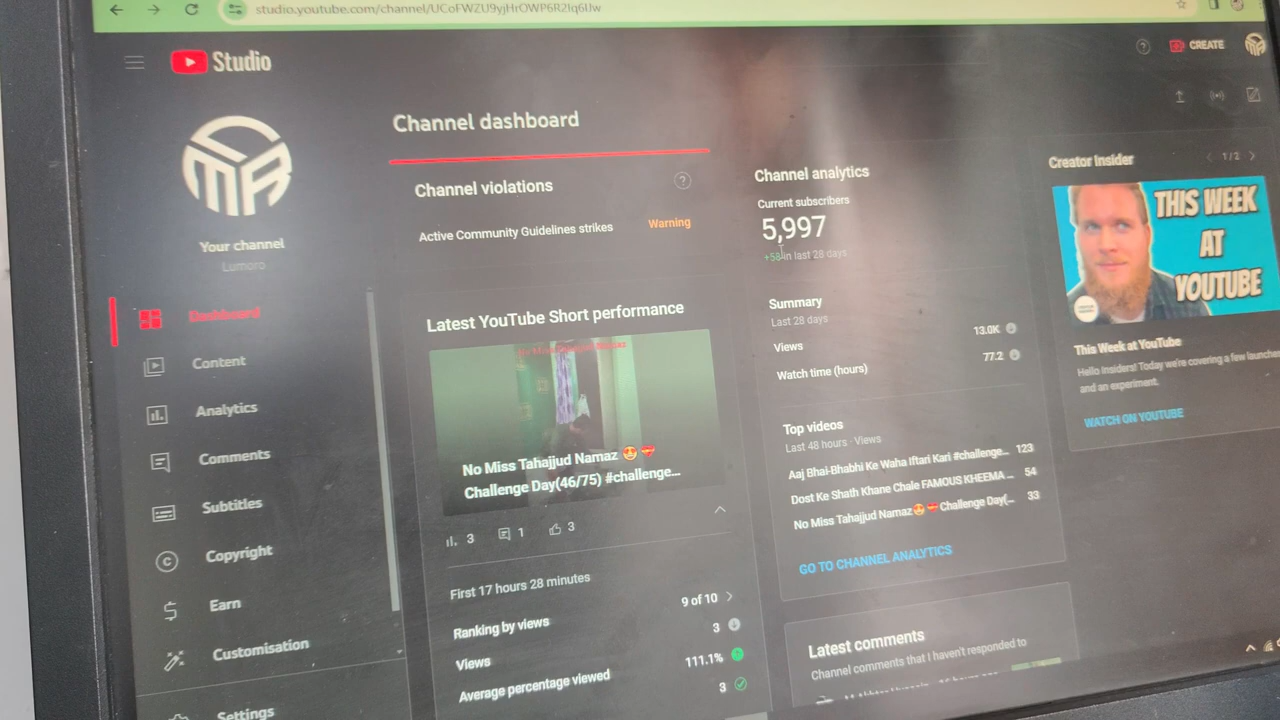 studio.youtube.com/channel/UCoFWZU9yjHrOWP6R2Iq6IJw
Studio
CREATE
Channel dashboard
Your channel
Lumoro
Dashboard
Content
Analytics
Comments
Subtitles
Copyright
Earn
Customisation
Settings
Channel violations
Active Community Guidelines strikes
Warning
Latest YouTube Short performance
No Miss Tahajjud Namaz 😍 💝
Challenge Day(46/75) #challenge...
3
1
3
First 17 hours 28 minutes
Ranking by views
9 of 10
Views
3
Average percentage viewed
111.1%
3
Channel analytics
Current subscribers
5,997
+58 in last 28 days
Summary
Last 28 days
Views
13.0K
Watch time (hours)
77.2
Top videos
Last 48 hours · Views
Aaj Bhai-Bhabhi Ke Waha Iftari Kari #challenge... 123
Dost Ke Shath Khane Chale FAMOUS KHEEMA ... 54
No Miss Tahajjud Namaz😍 💝 Challenge Day(... 33
GO TO CHANNEL ANALYTICS
Latest comments
Channel comments that I haven't responded to
Creator Insider
1/2
THIS WEEK
AT
YOUTUBE
This Week at YouTube
Hello Insiders! Today we're covering a few
and an experiment.
WATCH ON YOUTUBE